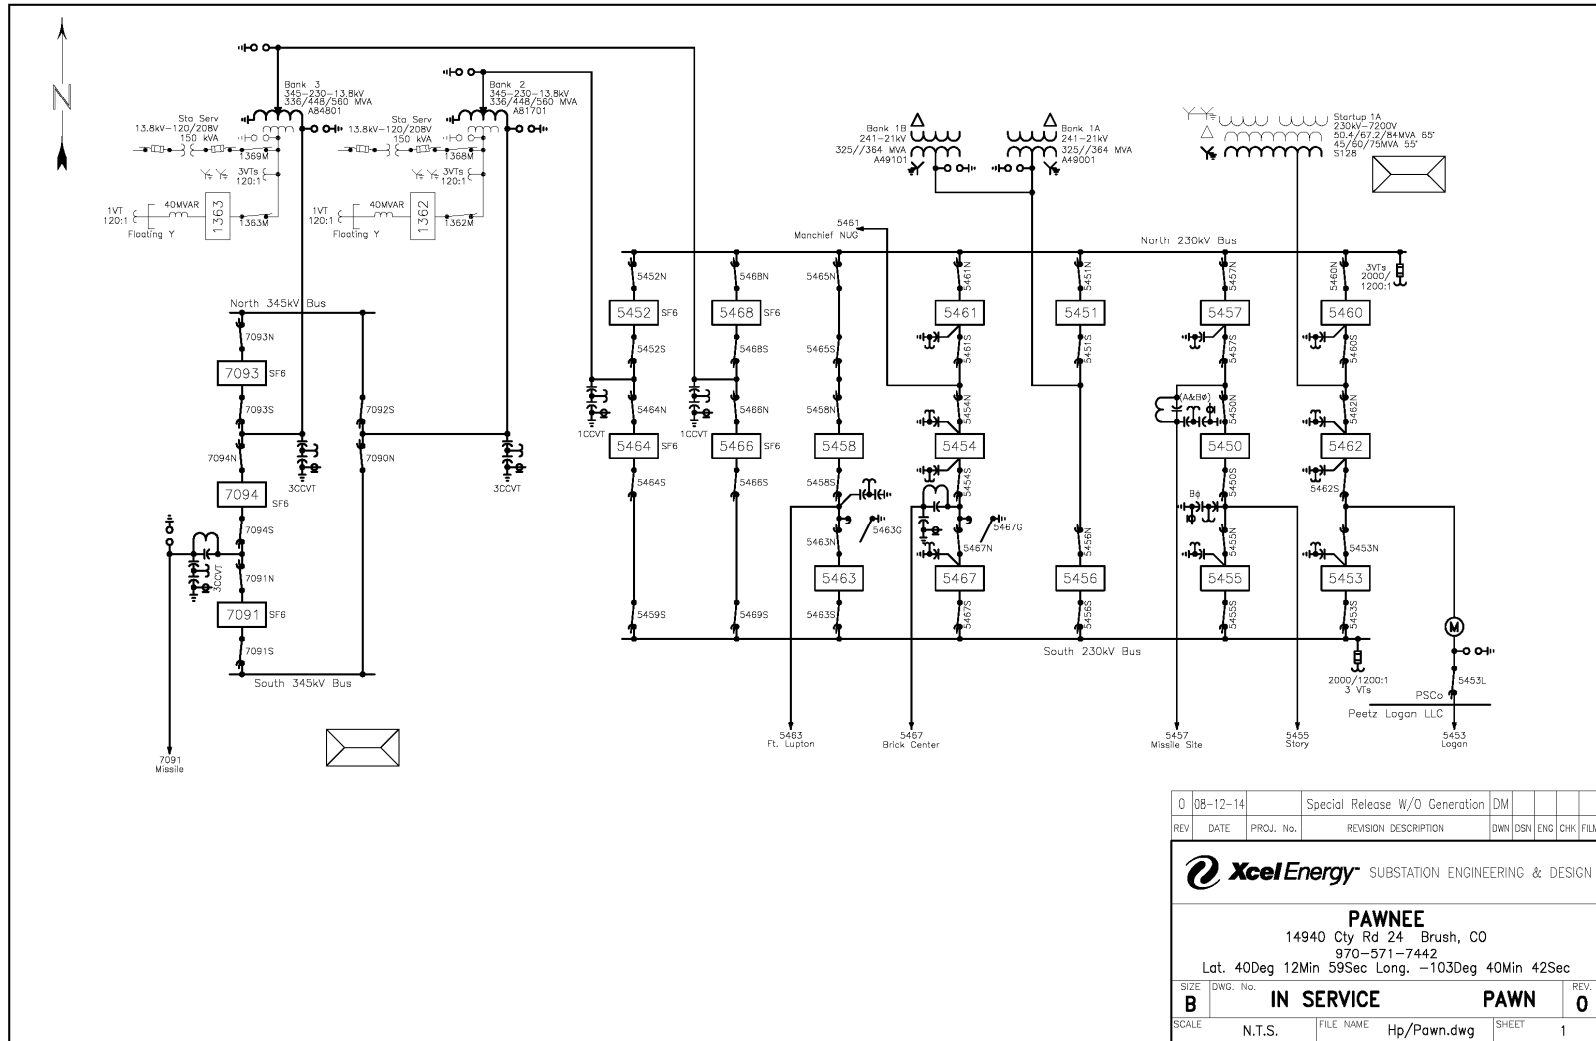 N
Bank 3
345-230-13.8kV
336/448/560 MVA
A84801
Bank 2
345-230-13.8kV
336/448/560 MVA
A81701
Sta Serv
13.8kV-120/208V
150 kVA
1369M
3VTs
120:1
1VT
120:1
40MVAR
1363
1363M
Floating Y
Sta Serv
13.8kV-120/208V
150 kVA
1368M
3VTs
120:1
1VT
120:1
40MVAR
1362
1362M
Floating Y
Bank 1B
241-21kV
325//364 MVA
A49101
Bank 1A
241-21kV
325//364 MVA
A49001
Startup 1A
230kV-7200V
50.4/67.2/84MVA 65°
45/60/75MVA 55°
S128
5461
Manchief NUG
North 230kV Bus
3VTs
2000/
1200:1
North 345kV Bus
7093N
7093 SF6
7093S
7092S
7094N
7090N
3CCVT
3CCVT
7094 SF6
7094S
3CCVT
7091N
7091 SF6
7091S
South 345kV Bus
7091
Missile
5452N
5468N
5465N
5461N
5451N
5457N
5460N
5452 SF6
5468 SF6
5461
5451
5457
5460
5452S
5468S
5465S
5461S
5451S
5457S
5460S
1CCVT
5464N
1CCVT
5466N
5458N
5454N
(A&BØ)
5450N
5462N
5464 SF6
5466 SF6
5458
5454
5450
5462
5464S
5466S
5458S
5454S
5450S
5462S
BØ
5463G
5467G
5463N
5467N
5456N
5455N
5453N
5463
5467
5456
5455
5453
5459S
5469S
5463S
5467S
5456S
5455S
5453S
South 230kV Bus
M
2000/1200:1
3 VTs
5453L
PSCo
Peetz Logan LLC
5463
Ft. Lupton
5467
Brick Center
5457
Missile Site
5455
Story
5453
Logan
0 08-12-14 Special Release W/O Generation DM
REV DATE PROJ. No. REVISION DESCRIPTION DWN DSN ENG CHK FILM
Xcel Energy SUBSTATION ENGINEERING & DESIGN
PAWNEE
14940 Cty Rd 24 Brush, CO
970-571-7442
Lat. 40Deg 12Min 59Sec Long. -103Deg 40Min 42Sec
SIZE DWG. No. REV.
B IN SERVICE PAWN 0
SCALE N.T.S. FILE NAME Hp/Pawn.dwg SHEET 1